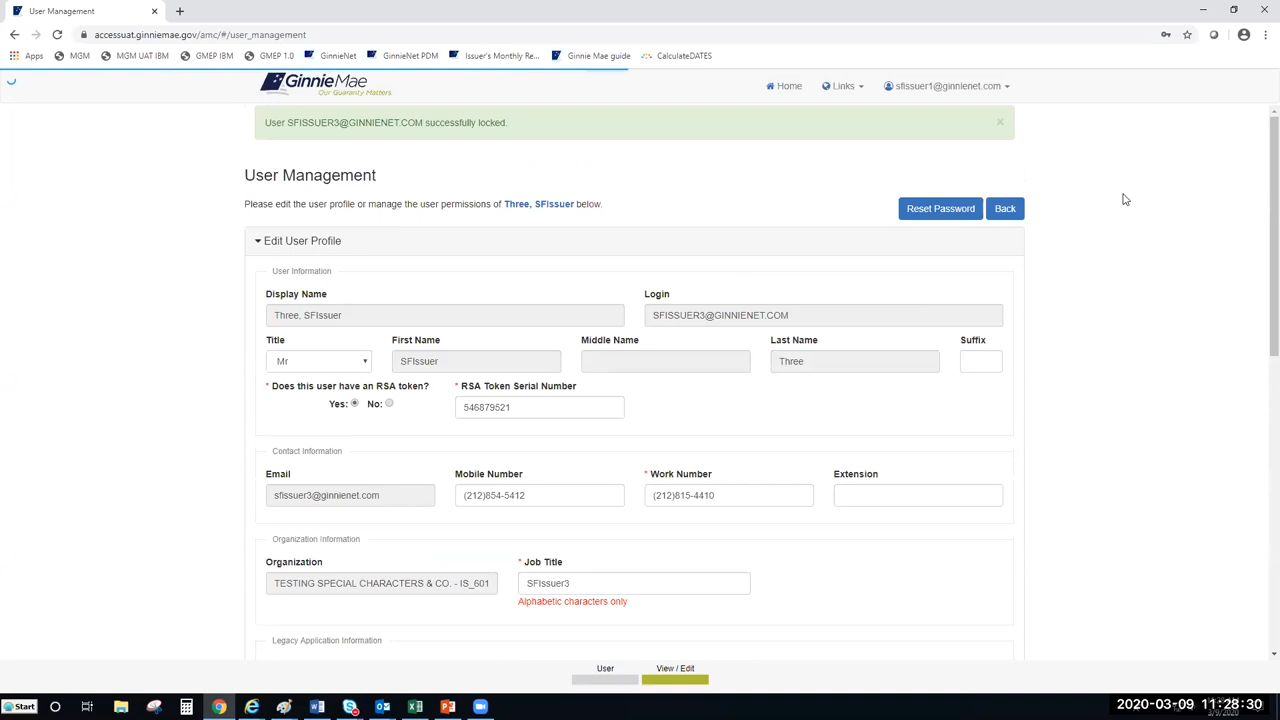 User Management
accessuat.ginniemae.gov/amc/#/user_management
Apps MGM MGM UAT IBM GMEP IBM GMEP 1.0 GinnieNet GinnieNet PDM Issuer's Monthly Re... Ginnie Mae guide CalculateDATES
GinnieMae
Our Guaranty Matters
Home Links sfissuer1@ginnienet.com
User SFISSUER3@GINNIENET.COM successfully locked.
User Management
Please edit the user profile or manage the user permissions of Three, SFIssuer below.
Reset Password Back
Edit User Profile
User Information
Display Name Login
Three, SFIssuer SFISSUER3@GINNIENET.COM
Title First Name Middle Name Last Name Suffix
Mr SFIssuer Three
* Does this user have an RSA token? * RSA Token Serial Number
Yes: No: 546879521
Contact Information
Email Mobile Number * Work Number Extension
sfissuer3@ginnienet.com (212)854-5412 (212)815-4410
Organization Information
Organization * Job Title
TESTING SPECIAL CHARACTERS & CO. - IS_601 SFIssuer3
Alphabetic characters only
Legacy Application Information
User View / Edit
Start 2020-03-09 11:28:30
3/9/2020